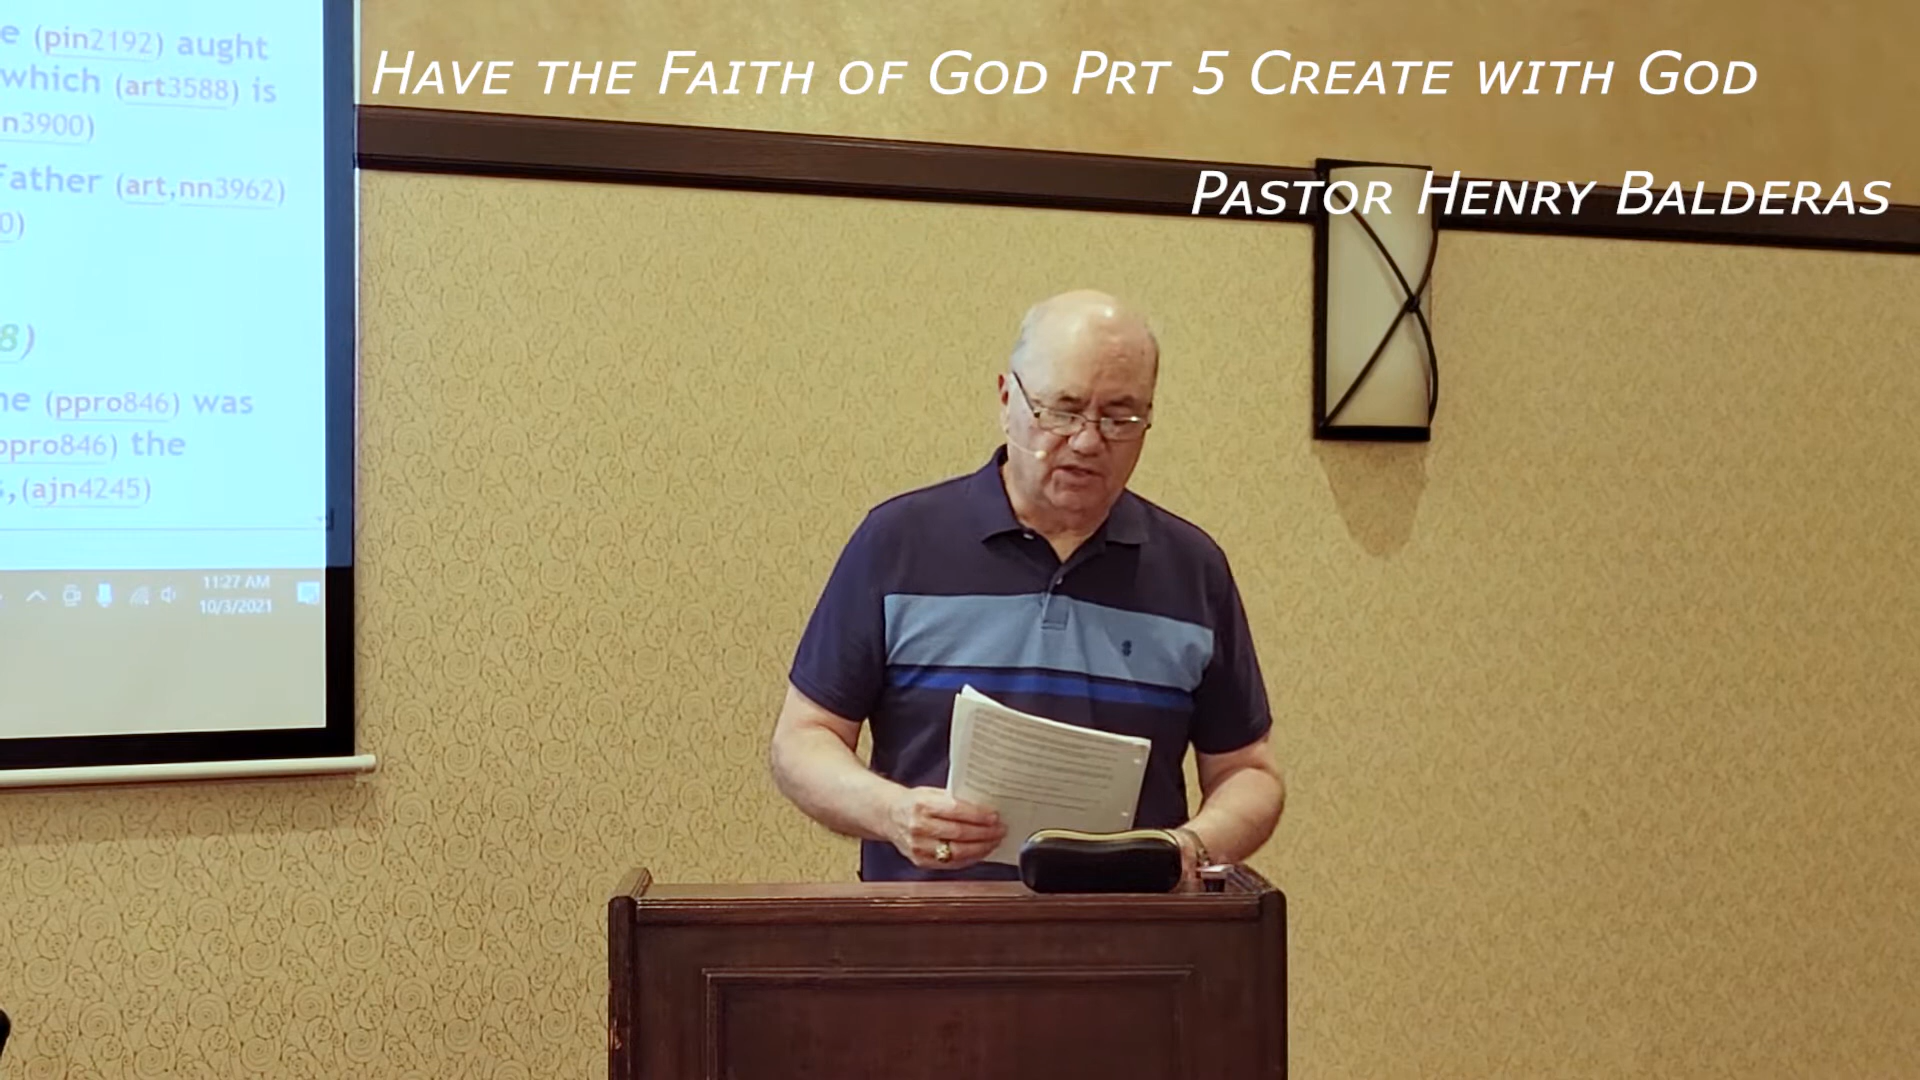 HAVE THE FAITH OF GOD PRT 5 CREATE WITH GOD
PASTOR HENRY BALDERAS
e (pin2192) aught
which (art3588) is
n3900)
Father (art,nn3962)
0)
8)
he (ppro846) was
ppro846) the
,(ajn4245)
11:27 AM
10/3/2021